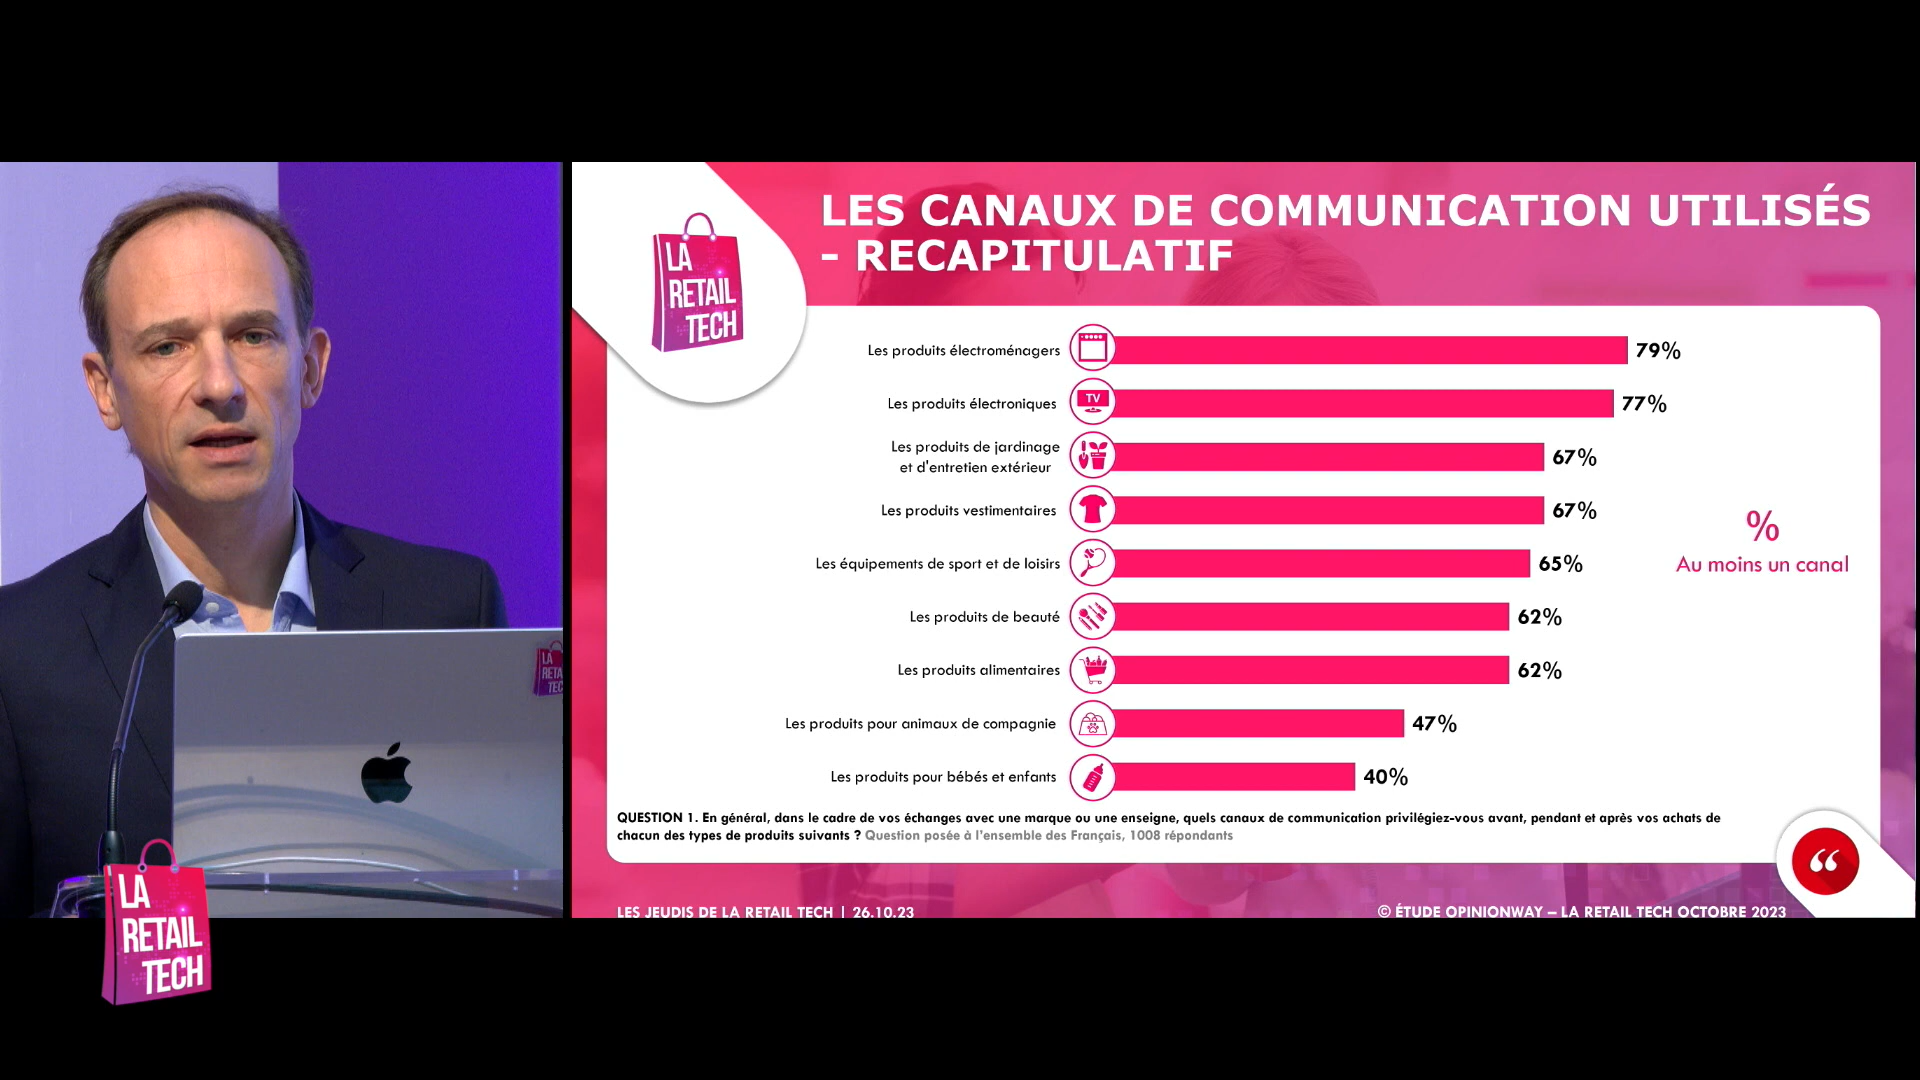 LES CANAUX DE COMMUNICATION UTILISÉS
- RECAPITULATIF
LA
RETAIL
TECH
Les produits électroménagers
79%
Les produits électroniques
TV
77%
Les produits de jardinage
et d'entretien extérieur
67%
Les produits vestimentaires
67%
Les équipements de sport et de loisirs
65%
Les produits de beauté
62%
Les produits alimentaires
62%
Les produits pour animaux de compagnie
47%
Les produits pour bébés et enfants
40%
%
Au moins un canal
QUESTION 1. En général, dans le cadre de vos échanges avec une marque ou une enseigne, quels canaux de communication privilégiez-vous avant, pendant et après vos achats de
chacun des types de produits suivants ? Question posée à l'ensemble des Français, 1008 répondants
“
LES JEUDIS DE LA RETAIL TECH | 26.10.23
© ÉTUDE OPINIONWAY – LA RETAIL TECH OCTOBRE 2023
LA
RETA
TEC
LA
RETAIL
TECH